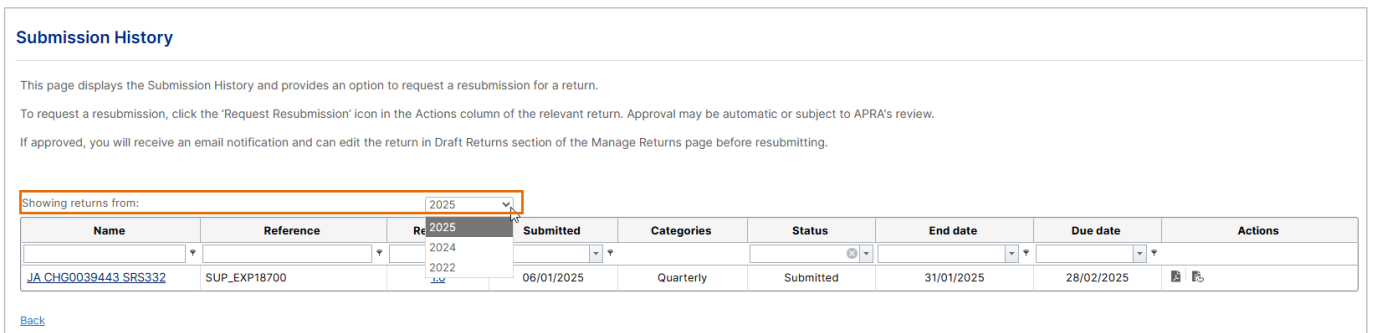 Submission History
This page displays the Submission History and provides an option to request a resubmission for a return.
To request a resubmission, click the 'Request Resubmission' icon in the Actions column of the relevant return. Approval may be automatic or subject to APRA's review.
If approved, you will receive an email notification and can edit the return in Draft Returns section of the Manage Returns page before resubmitting.
Showing returns from: 2025
2025
2024
2022
Name Reference Submitted Categories Status End date Due date Actions
JA CHG0039443 SRS332 SUP_EXP18700 1.0 06/01/2025 Quarterly Submitted 31/01/2025 28/02/2025
Back